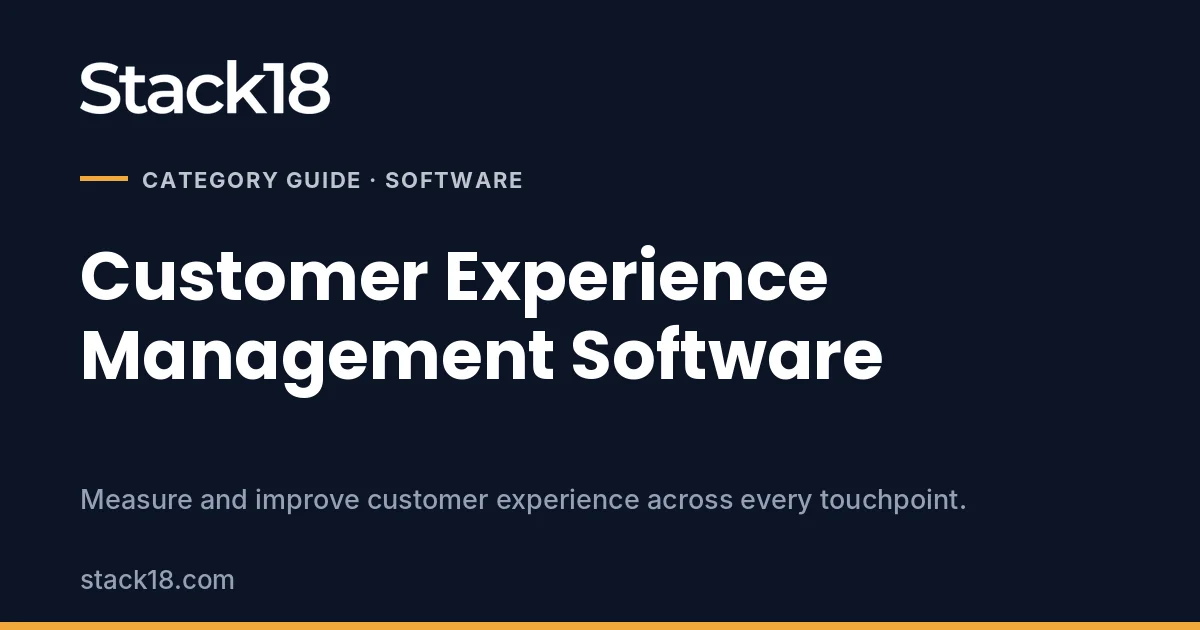 Stack18
CATEGORY GUIDE · SOFTWARE
Customer Experience
Management Software
Measure and improve customer experience across every touchpoint.
stack18.com